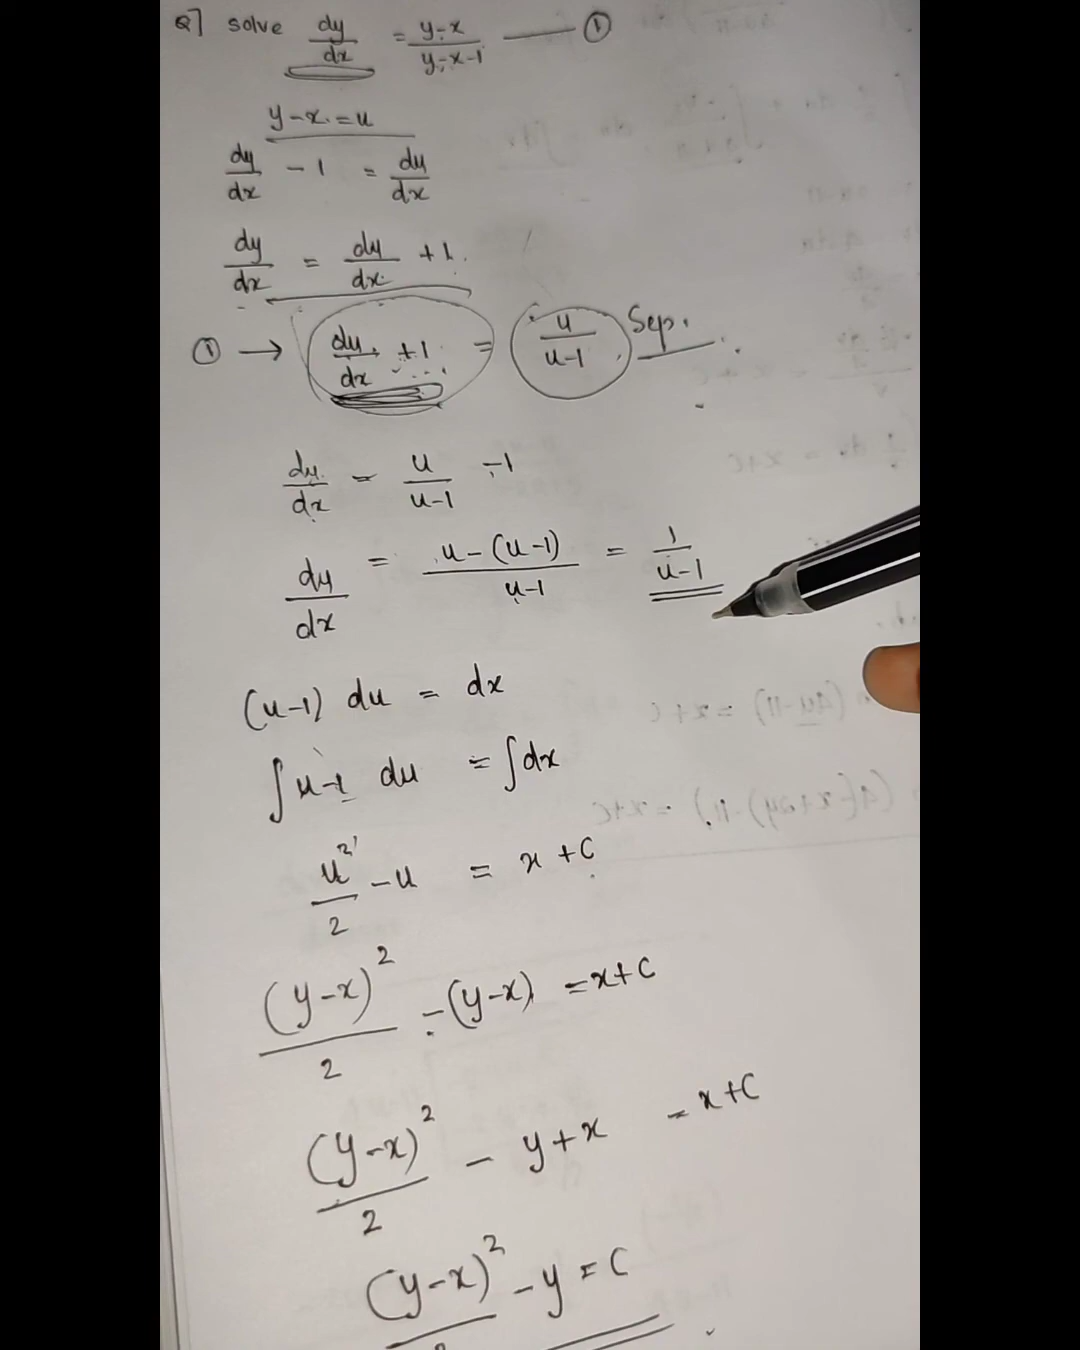 Q] solve dy/dx = y-x/y-x-1 —— ①
y-x = u
dy/dx - 1 = du/dx
dy/dx = du/dx + 1
① → du/dx + 1 = u/u-1 Sep.
du/dx = u/u-1 - 1
du/dx = u-(u-1)/u-1 = 1/u-1
(u-1) du = dx
∫ u-1 du = ∫dx
u²/2 - u = x + C
(y-x)²/2 - (y-x) = x+C
(y-x)²/2 - y+x = x+C
(y-x)²/2 - y = C